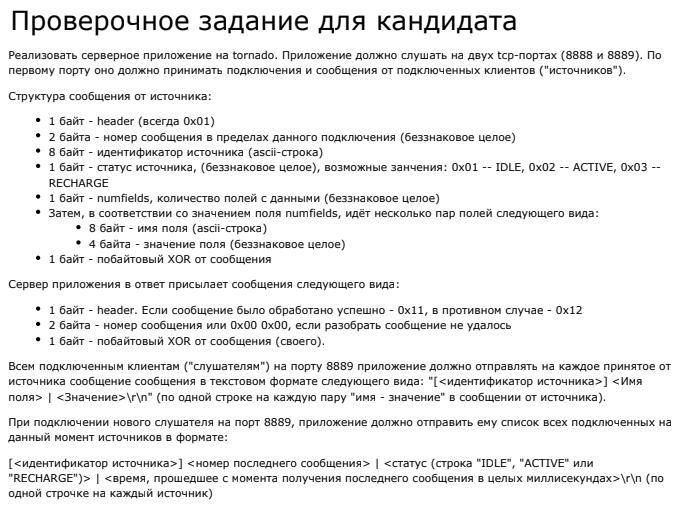 Проверочное задание для кандидата
Реализовать серверное приложение на tornado. Приложение должно слушать на двух tcp-портах (8888 и 8889). По
первому порту оно должно принимать подключения и сообщения от подключенных клиентов ("источников").
Структура сообщения от источника:
• 1 байт - header (всегда 0x01)
• 2 байта - номер сообщения в пределах данного подключения (беззнаковое целое)
• 8 байт - идентификатор источника (ascii-строка)
• 1 байт - статус источника, (беззнаковое целое), возможные занчения: 0x01 -- IDLE, 0x02 -- ACTIVE, 0x03 --
RECHARGE
• 1 байт - numfields, количество полей с данными (беззнаковое целое)
• Затем, в соответствии со значением поля numfields, идёт несколько пар полей следующего вида:
• 8 байт - имя поля (ascii-строка)
• 4 байта - значение поля (беззнаковое целое)
• 1 байт - побайтовый XOR от сообщения
Сервер приложения в ответ присылает сообщения следующего вида:
• 1 байт - header. Если сообщение было обработано успешно - 0x11, в противном случае - 0x12
• 2 байта - номер сообщения или 0x00 0x00, если разобрать сообщение не удалось
• 1 байт - побайтовый XOR от сообщения (своего).
Всем подключенным клиентам ("слушателям") на порту 8889 приложение должно отправлять на каждое принятое от
источника сообщение сообщения в текстовом формате следующего вида: "[<идентификатор источника>] <Имя
поля> | <Значение>\r\n" (по одной строке на каждую пару "имя - значение" в сообщении от источника).
При подключении нового слушателя на порт 8889, приложение должно отправить ему список всех подключенных на
данный момент источников в формате:
[<идентификатор источника>] <номер последнего сообщения> | <статус (строка "IDLE", "ACTIVE" или
"RECHARGE")> | <время, прошедшее с момента получения последнего сообщения в целых миллисекундах>\r\n (по
одной строчке на каждый источник)